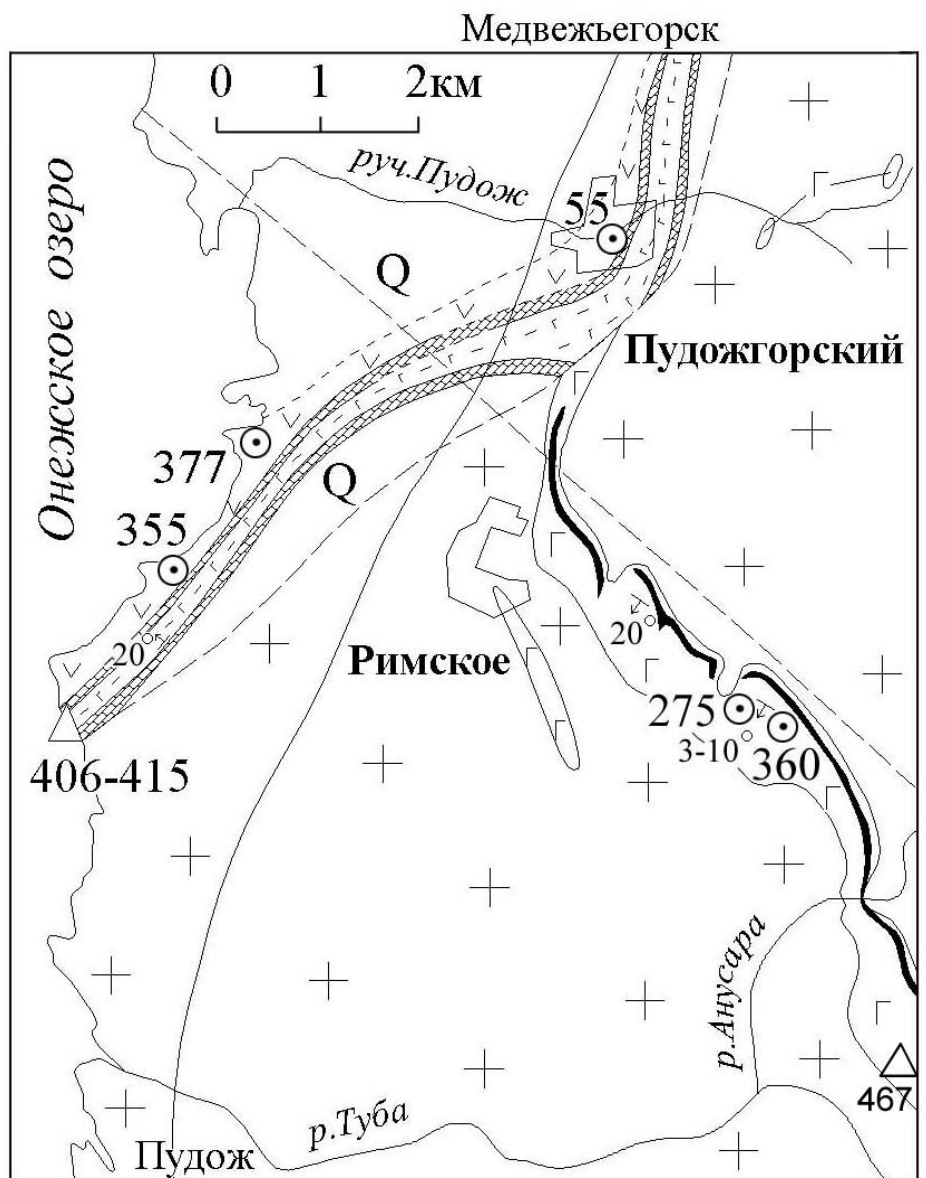 Медвежьегорск
0 1 2км
руч.Пудож
55
Онежское озеро
Q
Пудожгорский
377
Q
355
20
20
Римское
275
3-10
360
406-415
р.Анусара
467
р.Туба
Пудож